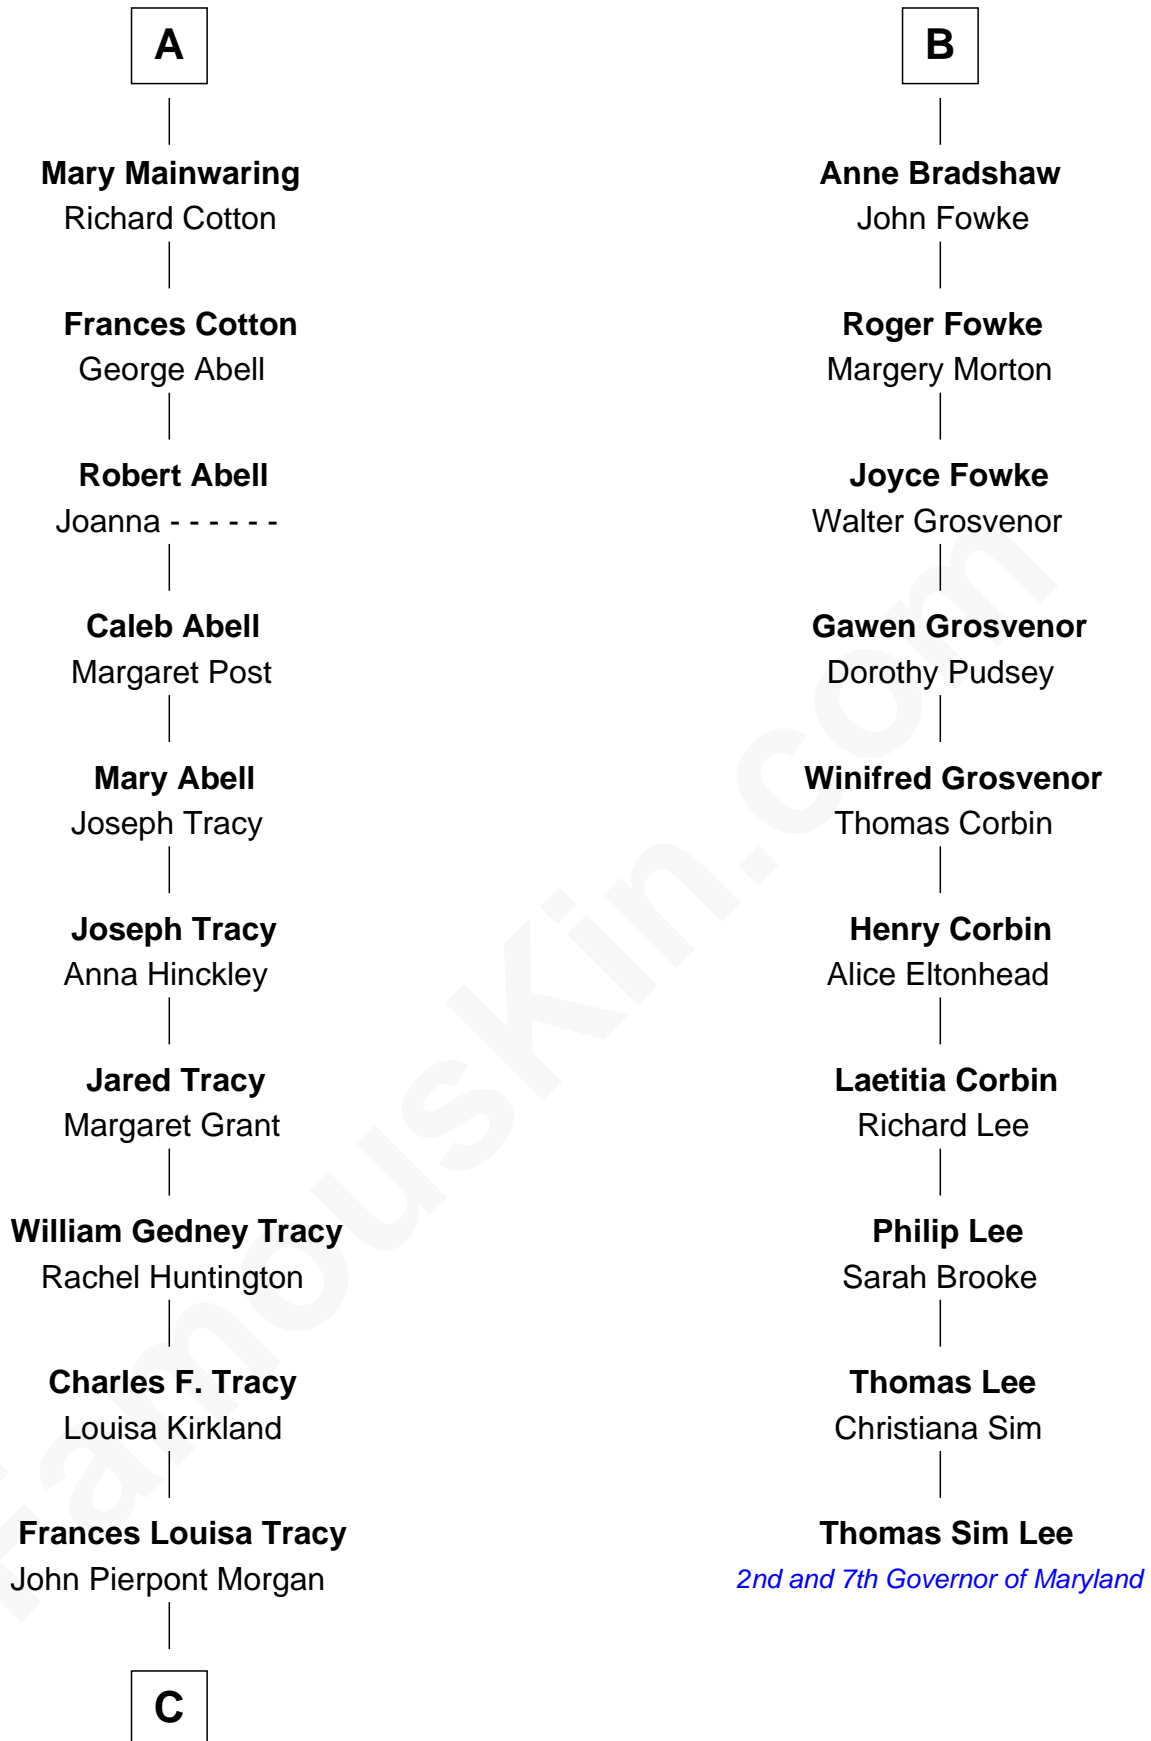 A
Mary Mainwaring
Richard Cotton
Frances Cotton
George Abell
Robert Abell
Joanna - - - - - -
Caleb Abell
Margaret Post
Mary Abell
Joseph Tracy
Joseph Tracy
Anna Hinckley
Jared Tracy
Margaret Grant
William Gedney Tracy
Rachel Huntington
Charles F. Tracy
Louisa Kirkland
Frances Louisa Tracy
John Pierpont Morgan
C
B
Anne Bradshaw
John Fowke
Roger Fowke
Margery Morton
Joyce Fowke
Walter Grosvenor
Gawen Grosvenor
Dorothy Pudsey
Winifred Grosvenor
Thomas Corbin
Henry Corbin
Alice Eltonhead
Laetitia Corbin
Richard Lee
Philip Lee
Sarah Brooke
Thomas Lee
Christiana Sim
Thomas Sim Lee
2nd and 7th Governor of Maryland
FamousKin.com